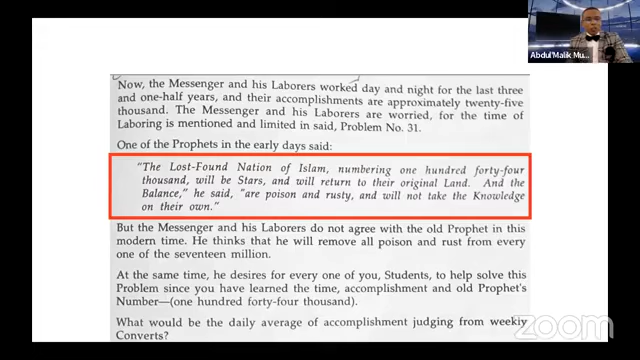 Abdul'Malik Mu...
Now, the Messenger and his Laborers worked day and night for the last three
and one-half years, and their accomplishments are approximately twenty-five
thousand. The Messenger and his Laborers are worried, for the time of
Laboring is mentioned and limited in said, Problem No. 31.
One of the Prophets in the early days said:
"The Lost-Found Nation of Islam, numbering one hundred forty-four
thousand, will be Stars, and will return to their original Land. And the
Balance," he said, "are poison and rusty, and will not take the Knowledge
on their own."
But the Messenger and his Laborers do not agree with the old Prophet in this
modern time. He thinks that he will remove all poison and rust from every
one of the seventeen million.
At the same time, he desires for every one of you, Students, to help solve this
Problem since you have learned the time, accomplishment and old Prophet's
Number—(one hundred forty-four thousand).
What would be the daily average of accomplishment judging from weekly
Converts?
zoom